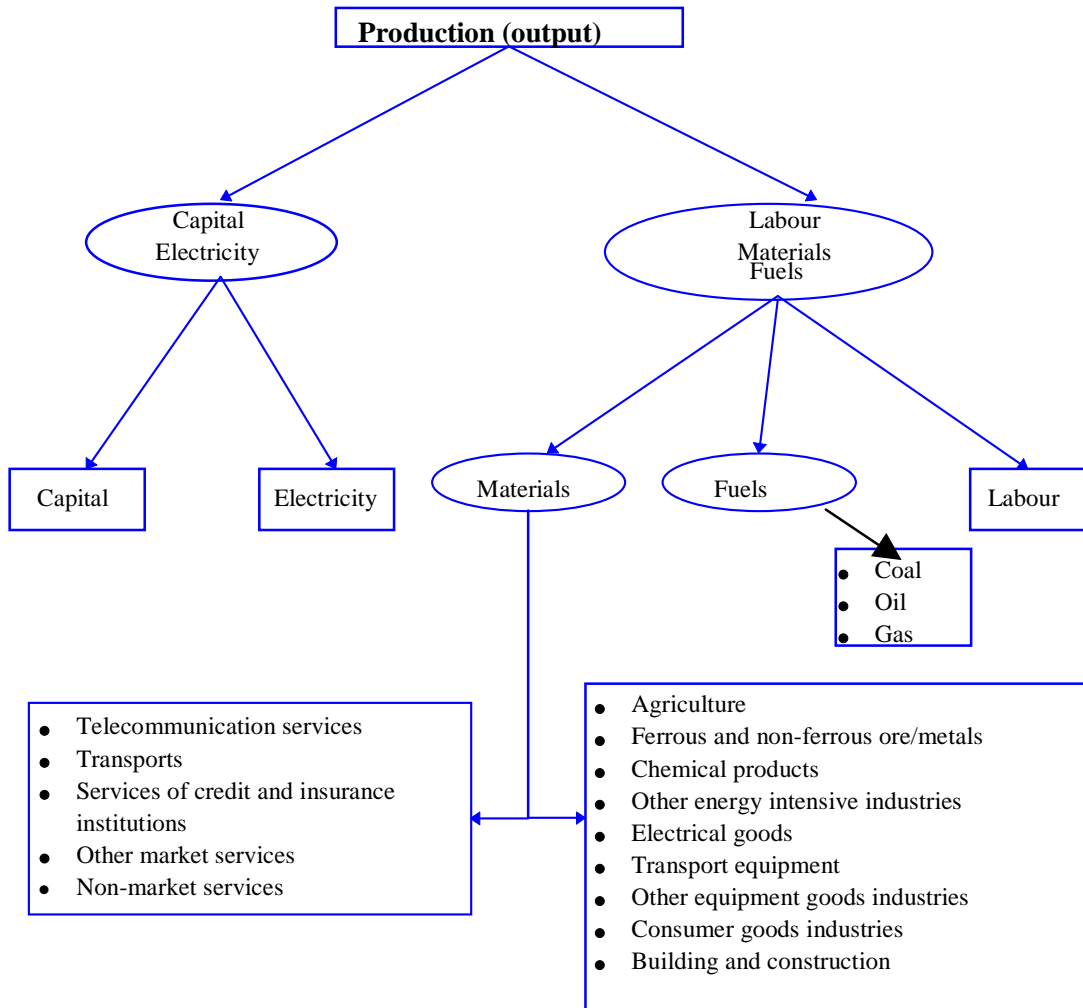 Production (output)
Capital
Electricity
Labour
Materials
Fuels
Capital
Electricity
Materials
Fuels
Labour
• Coal
• Oil
• Gas
• Telecommunication services
• Transports
• Services of credit and insurance
institutions
• Other market services
• Non-market services
• Agriculture
• Ferrous and non-ferrous ore/metals
• Chemical products
• Other energy intensive industries
• Electrical goods
• Transport equipment
• Other equipment goods industries
• Consumer goods industries
• Building and construction